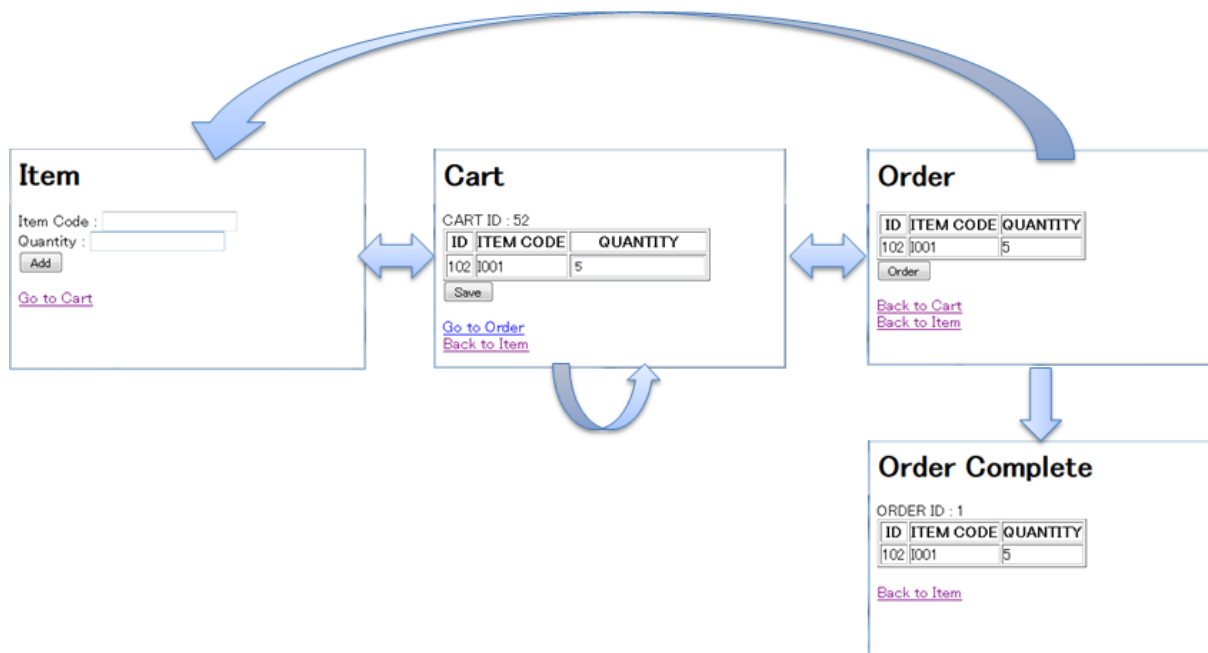 Item
Item Code :
Quantity :
Add
Go to Cart
Cart
CART ID : 52
ID ITEM CODE QUANTITY
102 I001 5
Save
Go to Order
Back to Item
Order
ID ITEM CODE QUANTITY
102 I001 5
Order
Back to Cart
Back to Item
Order Complete
ORDER ID : 1
ID ITEM CODE QUANTITY
102 I001 5
Back to Item